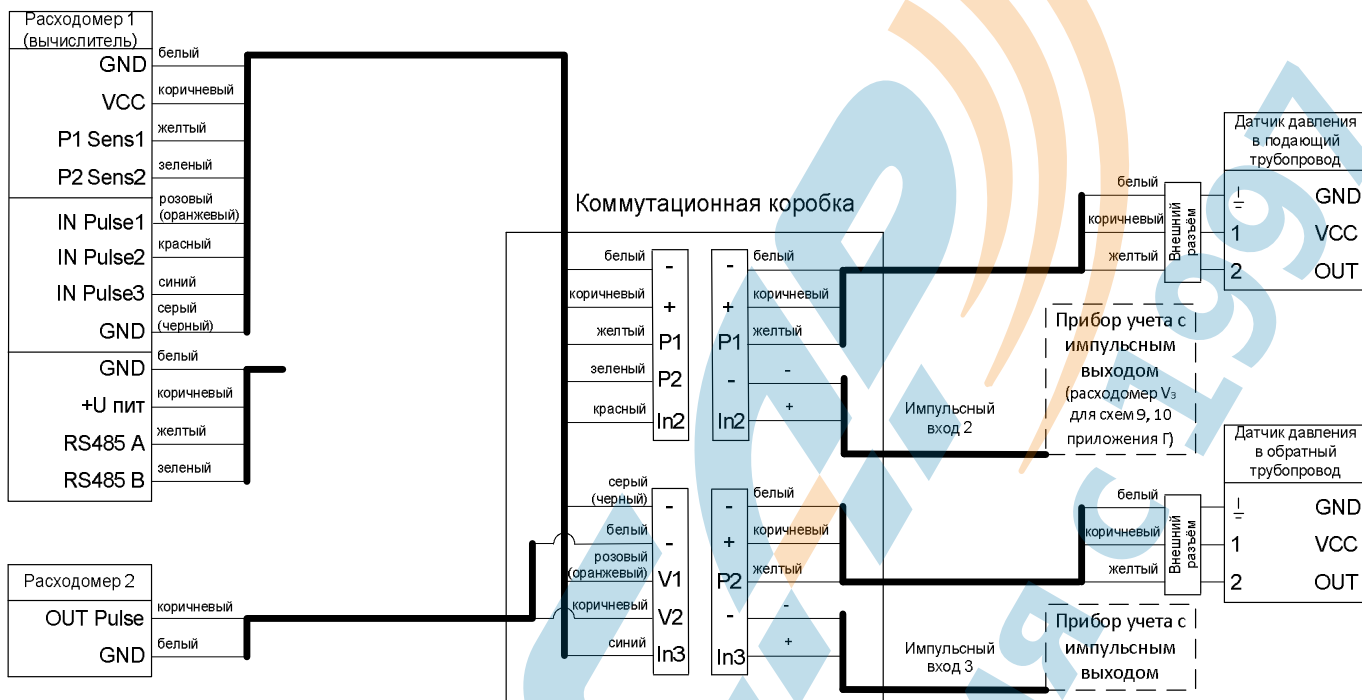 Расходомер 1
(вычислитель)
GND
белый
VCC
коричневый
P1 Sens1
желтый
P2 Sens2
зеленый
IN Pulse1
розовый
(оранжевый)
IN Pulse2
красный
IN Pulse3
синий
GND
серый
(черный)
GND
белый
+U пит
коричневый
RS485 A
желтый
RS485 B
зеленый
Расходомер 2
OUT Pulse
коричневый
GND
белый
Коммутационная коробка
белый
-
коричневый
+
желтый
P1
зеленый
P2
красный
In2
-
белый
+
коричневый
P1
желтый
-
-
In2
+
Импульсный
вход 2
серый
(черный)
-
белый
-
розовый
(оранжевый)
V1
коричневый
V2
синий
In3
-
белый
+
коричневый
P2
желтый
-
-
In3
+
Импульсный
вход 3
белый
коричневый
желтый
Внешний
разъём
Датчик давления
в подающий
трубопровод
GND
1
VCC
2
OUT
Прибор учета с
импульсным
выходом
(расходомер V₃
для схем 9, 10
приложения Г)
белый
коричневый
желтый
Внешний
разъём
Датчик давления
в обратный
трубопровод
GND
1
VCC
2
OUT
Прибор учета с
импульсным
выходом
я с 1997